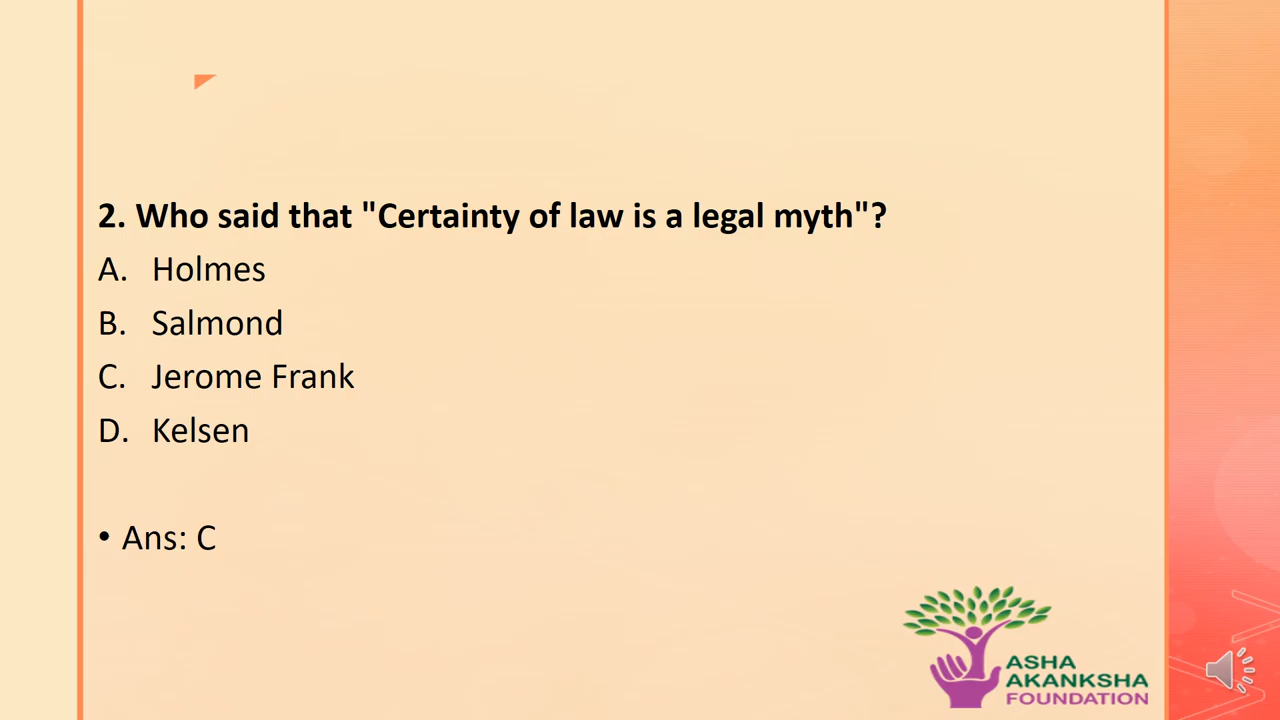 2. Who said that "Certainty of law is a legal myth"?
A. Holmes
B. Salmond
C. Jerome Frank
D. Kelsen
• Ans: C
ASHA
AKANKSHA
FOUNDATION